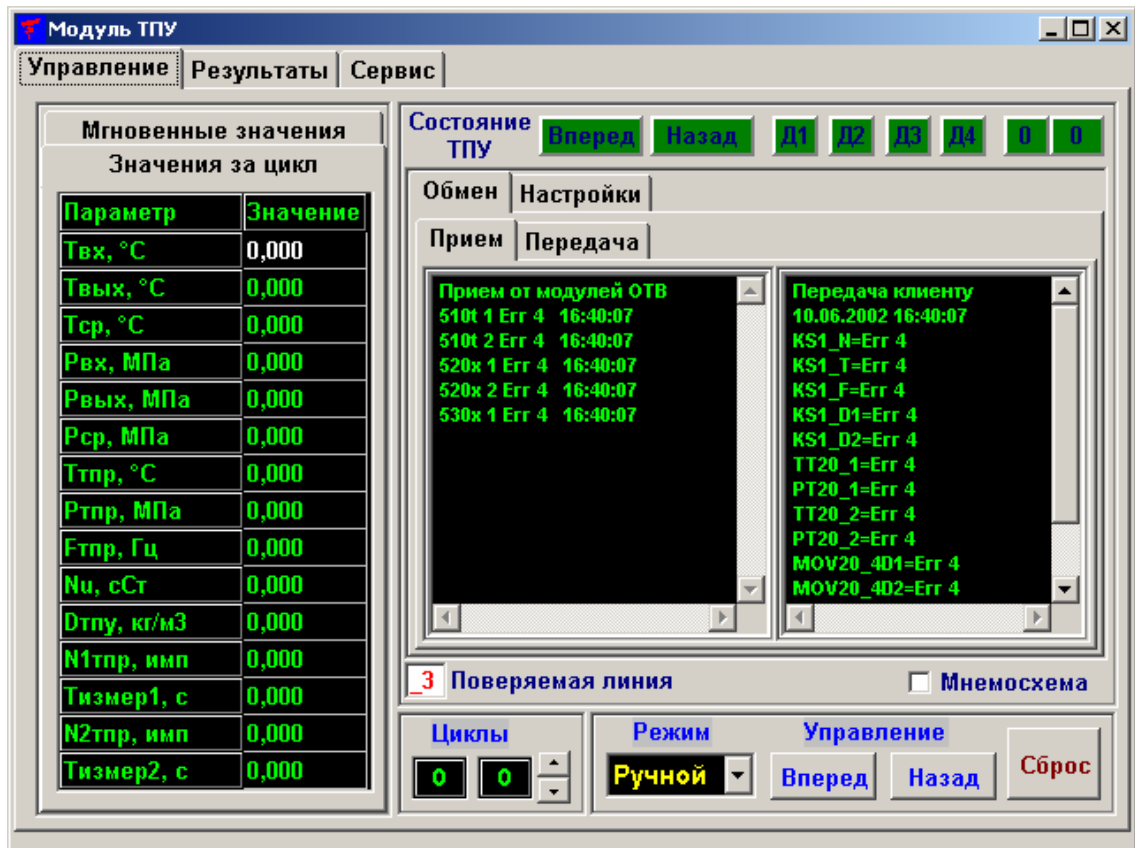 Модуль ТПУ
Управление Результаты Сервис
Мгновенные значения
Значения за цикл
Параметр Значение
Твх, °С 0,000
Твых, °С 0,000
Тср, °С 0,000
Рвх, МПа 0,000
Рвых, МПа 0,000
Рср, МПа 0,000
Ттпр, °С 0,000
Ртпр, МПа 0,000
Fтпр, Гц 0,000
Nu, сСт 0,000
Dтпу, кг/м3 0,000
N1тпр, имп 0,000
Тизмер1, с 0,000
N2тпр, имп 0,000
Тизмер2, с 0,000
Состояние ТПУ
Вперед Назад Д1 Д2 Д3 Д4 0 0
Обмен Настройки
Прием Передача
Прием от модулей ОТВ
510t 1 Err 4 16:40:07
510t 2 Err 4 16:40:07
520x 1 Err 4 16:40:07
520x 2 Err 4 16:40:07
530x 1 Err 4 16:40:07
Передача клиенту
10.06.2002 16:40:07
KS1_N=Err 4
KS1_T=Err 4
KS1_F=Err 4
KS1_D1=Err 4
KS1_D2=Err 4
TT20_1=Err 4
PT20_1=Err 4
TT20_2=Err 4
PT20_2=Err 4
MOV20_4D1=Err 4
MOV20_4D2=Err 4
_3 Поверяемая линия Мнемосхема
Циклы
0 0
Режим Управление
Ручной Вперед Назад Сброс